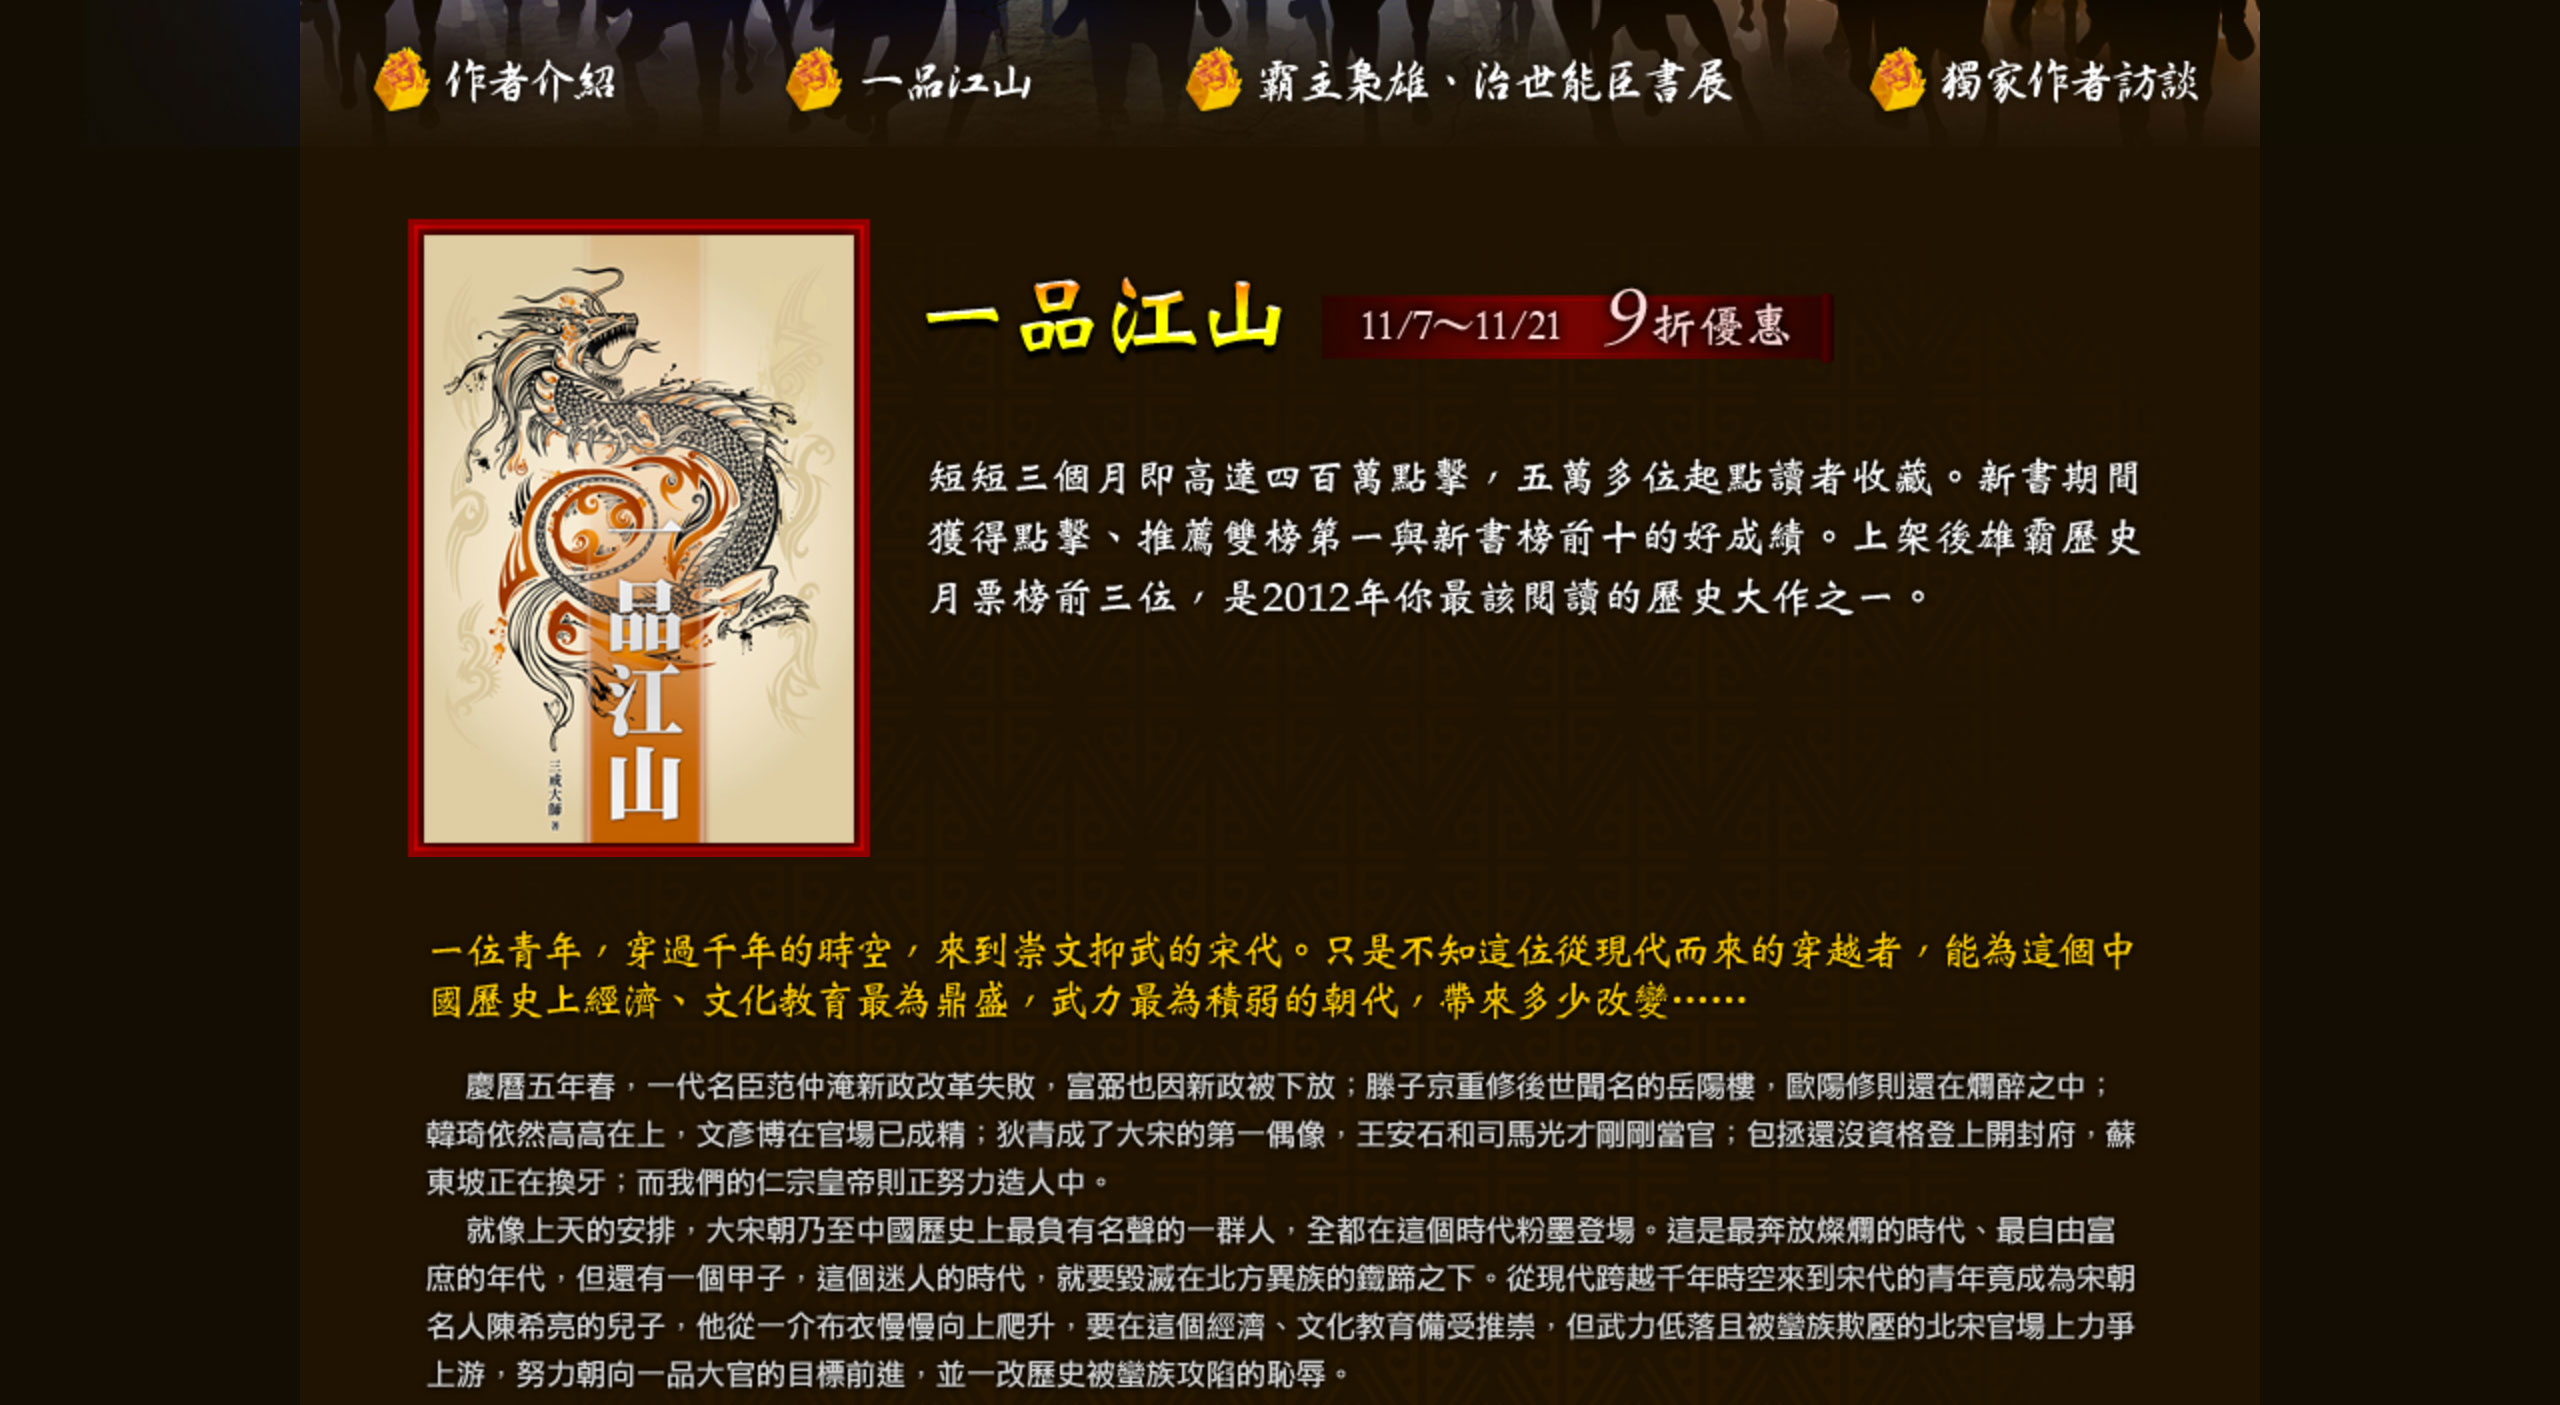 作者介紹
一品江山
霸主梟雄、治世能臣書展
獨家作者訪談
一品江山
三戒大師 著
一品江山
11/7～11/21 9折優惠
短短三個月即高達四百萬點擊，五萬多位起點讀者收藏。新書期間
獲得點擊、推薦雙榜第一與新書榜前十的好成績。上架後雄霸歷史
月票榜前三位，是2012年你最該閱讀的歷史大作之一。
一位青年，穿過千年的時空，來到崇文抑武的宋代。只是不知這位從現代而來的穿越者，能為這個中
國歷史上經濟、文化教育最為鼎盛，武力最為積弱的朝代，帶來多少改變……
慶曆五年春，一代名臣范仲淹新政改革失敗，富弼也因新政被下放；滕子京重修後世聞名的岳陽樓，歐陽修則還在爛醉之中；
韓琦依然高高在上，文彥博在官場已成精；狄青成了大宋的第一偶像，王安石和司馬光才剛剛當官；包拯還沒資格登上開封府，蘇
東坡正在換牙；而我們的仁宗皇帝則正努力造人中。
就像上天的安排，大宋朝乃至中國歷史上最負有名聲的一群人，全都在這個時代粉墨登場。這是最奔放燦爛的時代、最自由富
庶的年代，但還有一個甲子，這個迷人的時代，就要毀滅在北方異族的鐵蹄之下。從現代跨越千年時空來到宋代的青年竟成為宋朝
名人陳希亮的兒子，他從一介布衣慢慢向上爬升，要在這個經濟、文化教育備受推崇，但武力低落且被蠻族欺壓的北宋官場上力爭
上游，努力朝向一品大官的目標前進，並一改歷史被蠻族攻陷的恥辱。